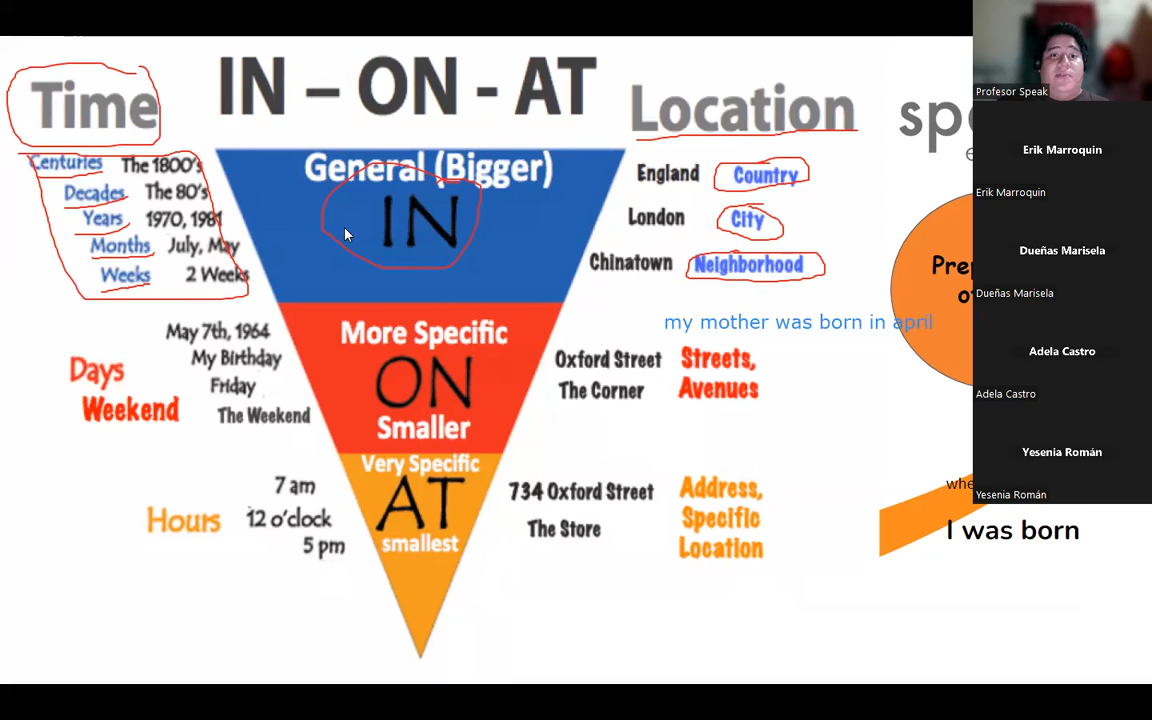 Time
IN – ON - AT
Location
Centuries The 1800's
Decades The 80's
Years 1970, 1981
Months July, May
Weeks 2 Weeks
General (Bigger)
IN
England Country
London City
Chinatown Neighborhood
my mother was born in april
Days
Weekend
May 7th, 1964
My Birthday
Friday
The Weekend
More Specific
ON
Smaller
Oxford Street
The Corner
Streets,
Avenues
Hours
7 am
12 o'clock
5 pm
Very Specific
AT
smallest
734 Oxford Street
The Store
Address,
Specific
Location
I was born
Profesor Speak
Erik Marroquin
Erik Marroquin
Dueñas Marisela
Dueñas Marisela
Adela Castro
Adela Castro
Yesenia Román
Yesenia Román